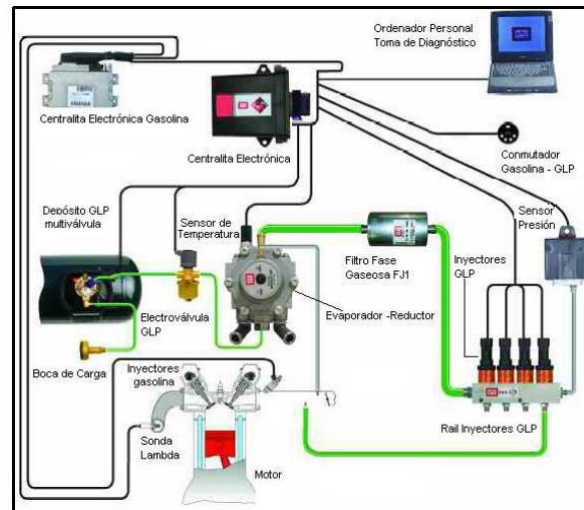 Ordenador Personal
Toma de Diagnóstico
Centralita Electrónica Gasolina
Centralita Electrónica
Conmutador
Gasolina - GLP
Depósito GLP
multiválvula
Sensor de
Temperatura
Sensor
Presión
Filtro Fase
Gaseosa FJ1
Inyectores
GLP
Electroválvula
GLP
Evaporador -Reductor
Boca de Carga
Inyectores
gasolina
Rail Inyectores GLP
Sonda
Lambda
Motor